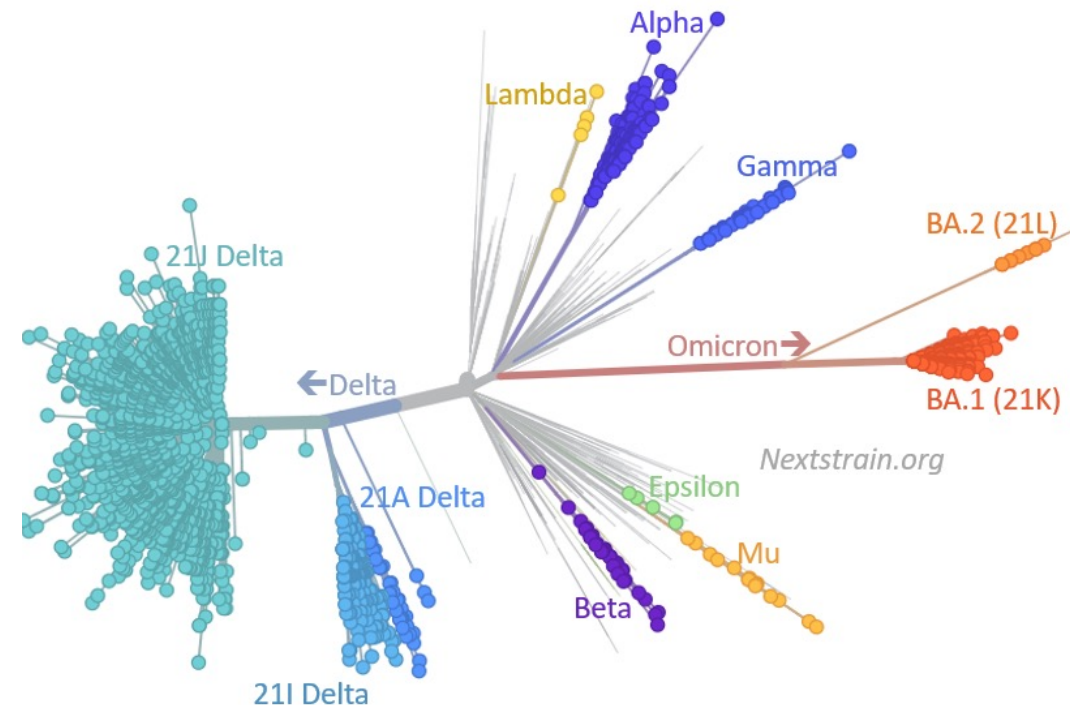 Alpha
Lambda
Gamma
BA.2 (21L)
21J Delta
Omicron→
←Delta
BA.1 (21K)
Nextstrain.org
Epsilon
21A Delta
Mu
Beta
21I Delta